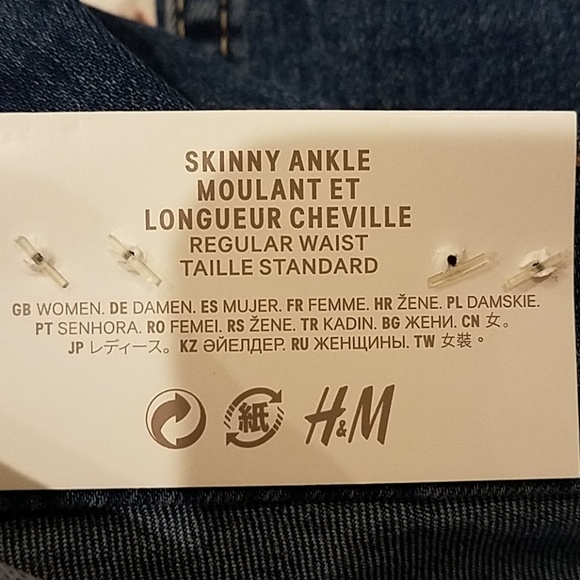 SKINNY ANKLE
MOULANT ET
LONGUEUR CHEVILLE
REGULAR WAIST
TAILLE STANDARD
GB WOMEN. DE DAMEN. ES MUJER. FR FEMME. HR ŽENE. PL DAMSKIE.
PT SENHORA. RO FEMEI. RS ŽENE. TR KADIN. BG ЖЕНИ. CN 女。
JP レディース。 KZ ӘЙЕЛДЕР. RU ЖЕНЩИНЫ. TW 女裝。
紙 H&M